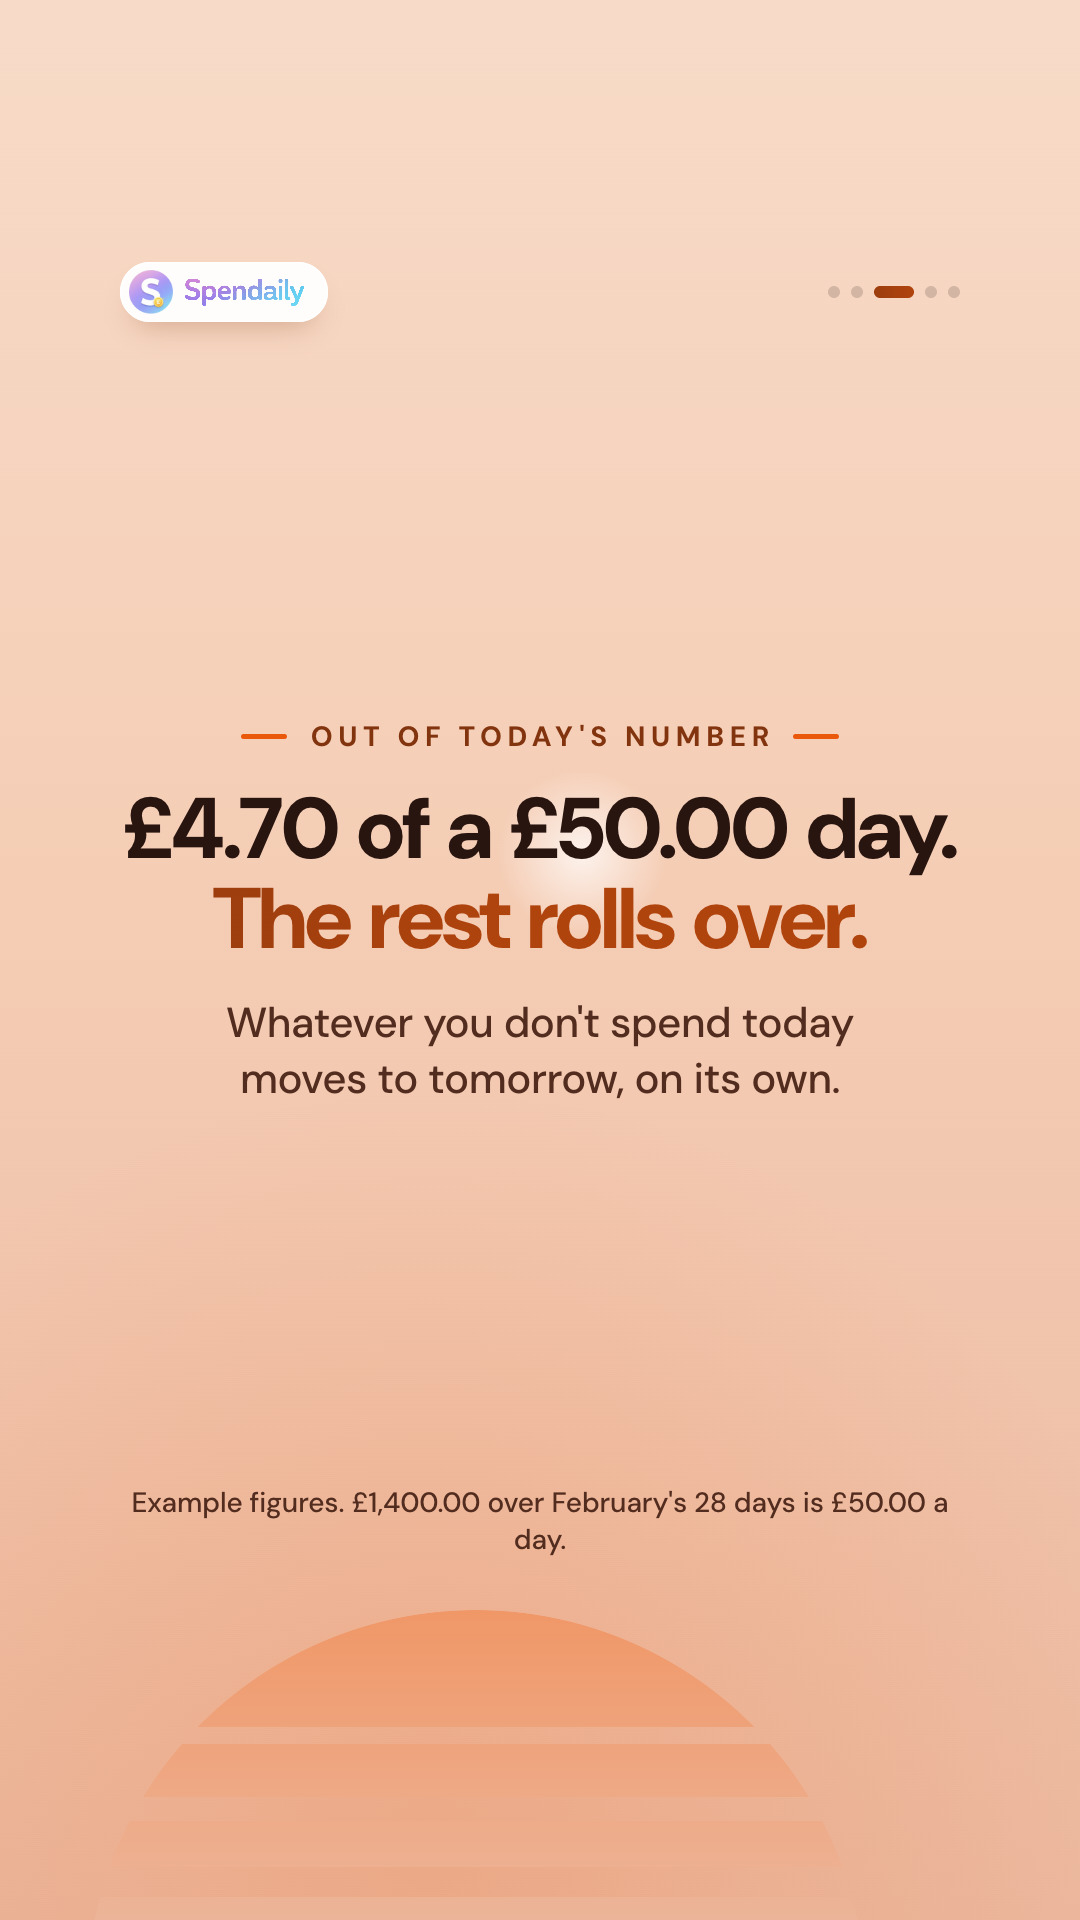 Spendaily
OUT OF TODAY'S NUMBER
£4.70 of a £50.00 day.
The rest rolls over.
Whatever you don't spend today
moves to tomorrow, on its own.
Example figures. £1,400.00 over February's 28 days is £50.00 a
day.